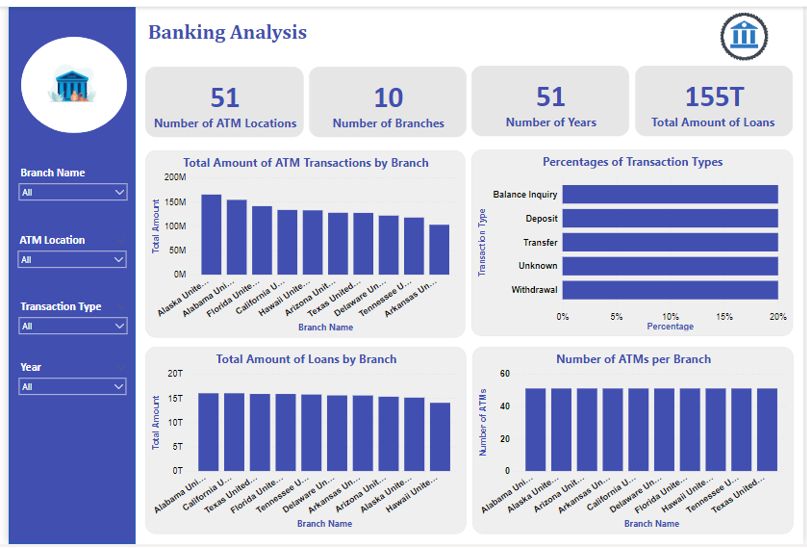 Banking Analysis
51
Number of ATM Locations
10
Number of Branches
51
Number of Years
155T
Total Amount of Loans
Branch Name
All
ATM Location
All
Transaction Type
All
Year
All
Total Amount of ATM Transactions by Branch
Total Amount
200M
150M
100M
50M
0M
Alaska Unite...
Alabama Uni...
Florida Unite...
California U...
Hawaii Unite...
Arizona Unit...
Texas United...
Delaware Un...
Tennessee U...
Arkansas Un...
Branch Name
Percentages of Transaction Types
Transaction Type
Balance Inquiry
Deposit
Transfer
Unknown
Withdrawal
0%
5%
10%
15%
20%
Percentage
Total Amount of Loans by Branch
Total Amount
20T
15T
10T
5T
0T
Alabama Uni...
California U...
Texas United...
Florida Unite...
Tennessee U...
Delaware Un...
Arkansas Un...
Arizona Unit...
Alaska Unite...
Hawaii Unite...
Branch Name
Number of ATMs per Branch
Number of ATMs
60
40
20
0
Alabama Uni...
Alaska Unite...
Arizona Unit...
Arkansas Un...
California U...
Delaware Un...
Florida Unite...
Hawaii Unite...
Tennessee U...
Texas United...
Branch Name